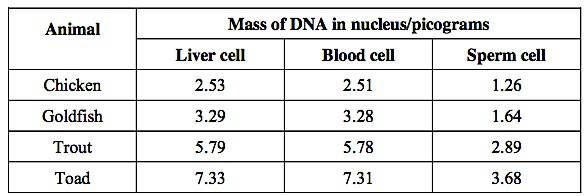 Animal Mass of DNA in nucleus/picograms
Liver cell Blood cell Sperm cell
Chicken 2.53 2.51 1.26
Goldfish 3.29 3.28 1.64
Trout 5.79 5.78 2.89
Toad 7.33 7.31 3.68